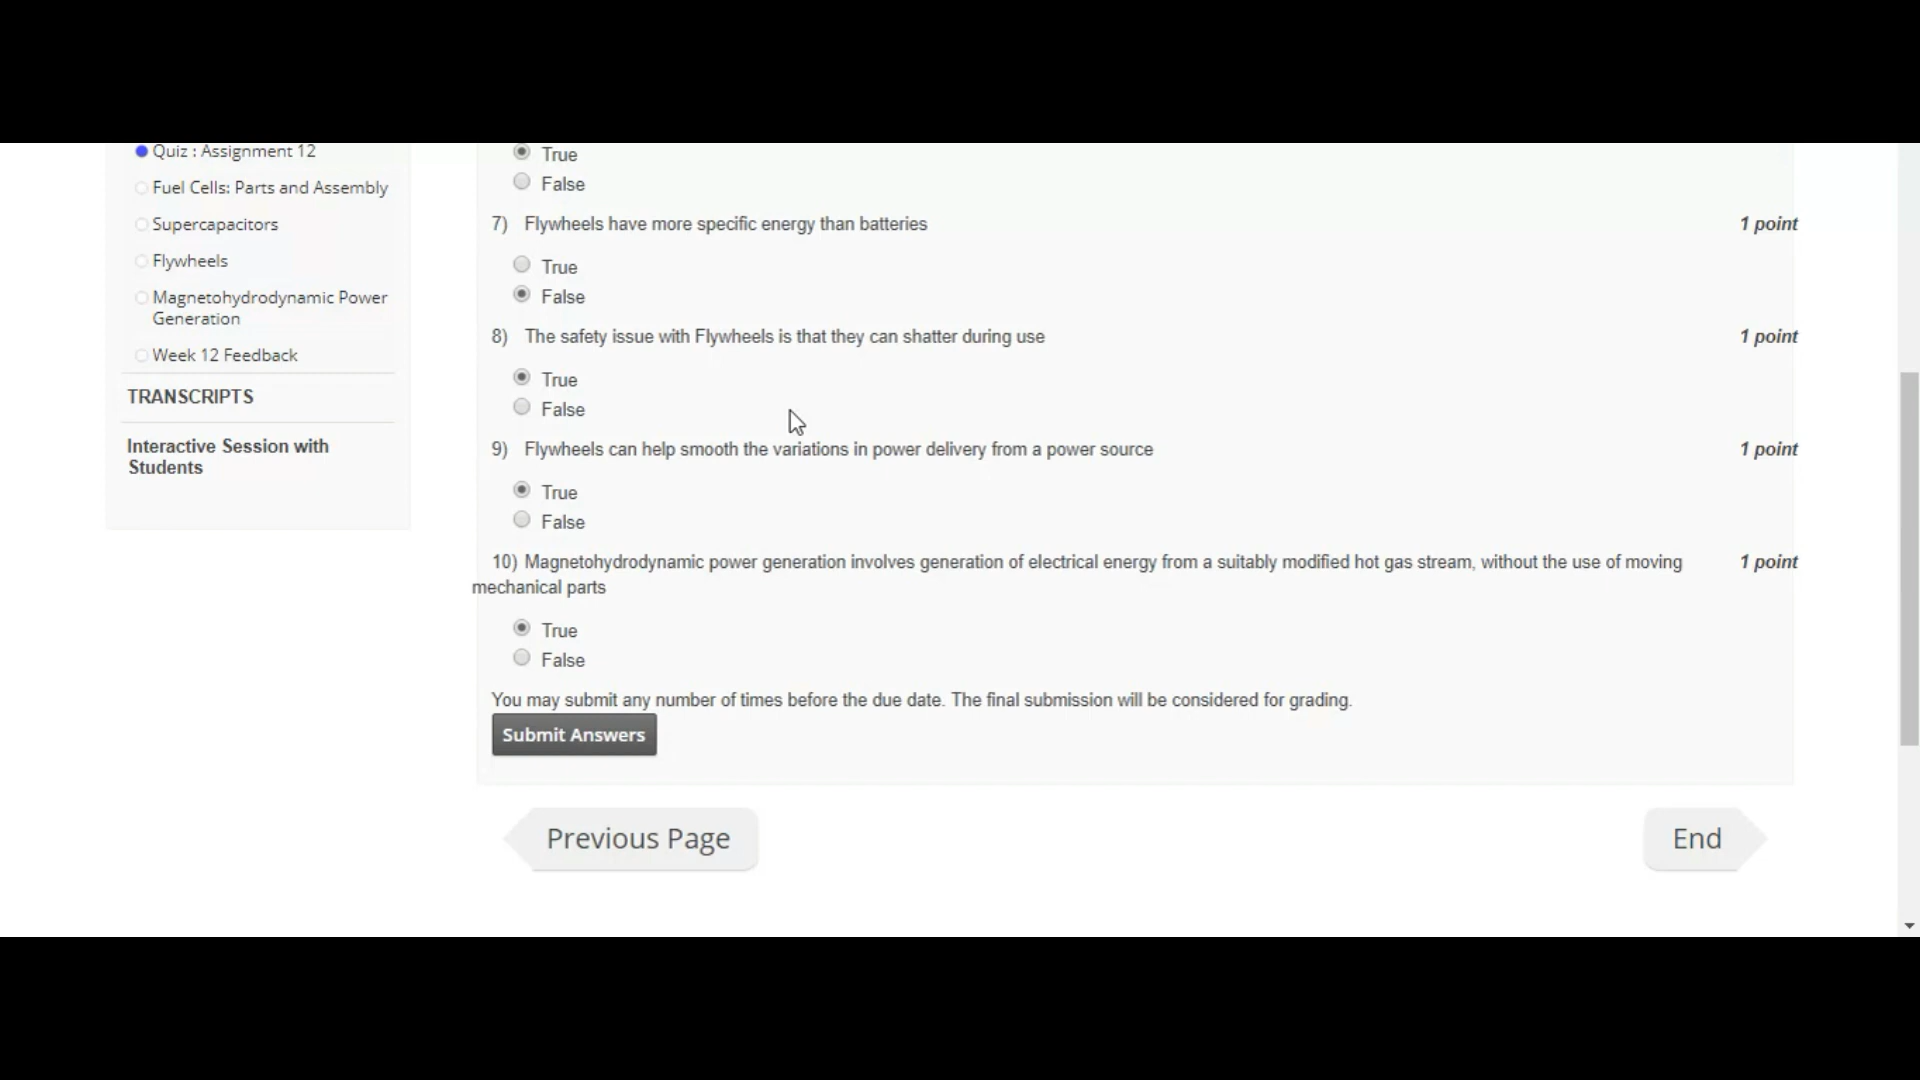 Quiz : Assignment 12
Fuel Cells: Parts and Assembly
Supercapacitors
Flywheels
Magnetohydrodynamic Power
Generation
Week 12 Feedback
TRANSCRIPTS
Interactive Session with
Students
True
False
7) Flywheels have more specific energy than batteries 1 point
True
False
8) The safety issue with Flywheels is that they can shatter during use 1 point
True
False
9) Flywheels can help smooth the variations in power delivery from a power source 1 point
True
False
10) Magnetohydrodynamic power generation involves generation of electrical energy from a suitably modified hot gas stream, without the use of moving 1 point
mechanical parts
True
False
You may submit any number of times before the due date. The final submission will be considered for grading.
Submit Answers
Previous Page
End